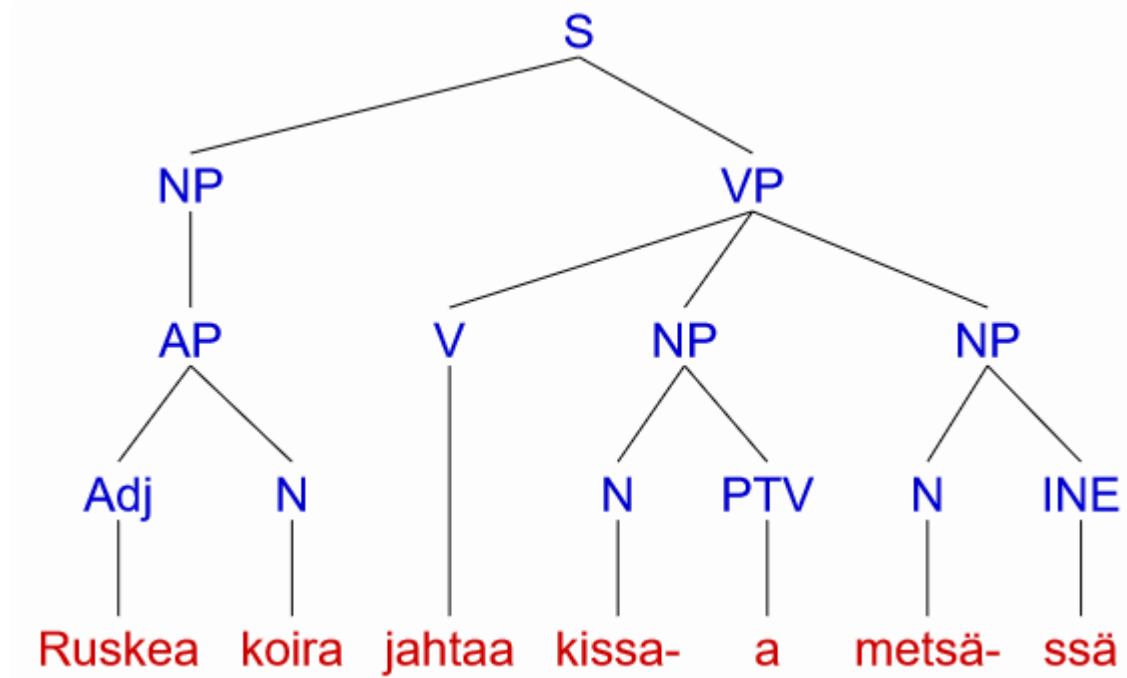 S
NP VP
AP V NP NP
Adj N N PTV N INE
Ruskea koira jahtaa kissa- a metsä- ssä